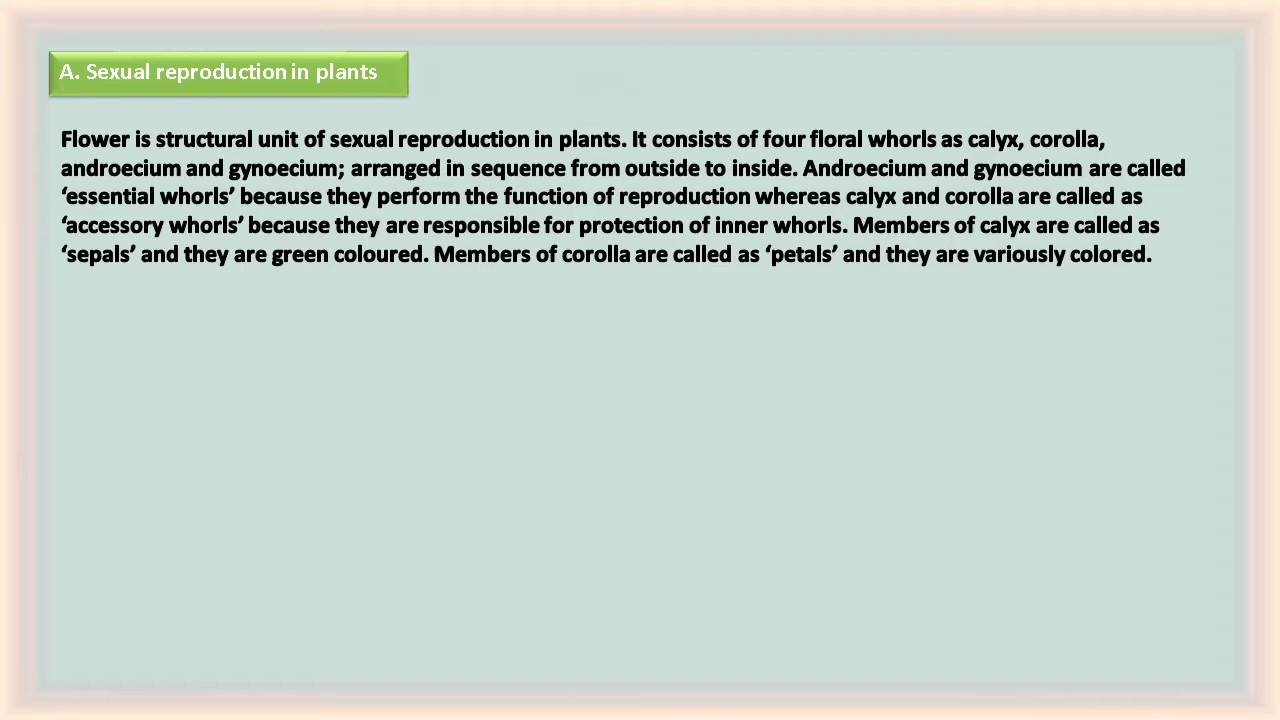 A. Sexual reproduction in plants
Flower is structural unit of sexual reproduction in plants. It consists of four floral whorls as calyx, corolla,
androecium and gynoecium; arranged in sequence from outside to inside. Androecium and gynoecium are called
‘essential whorls’ because they perform the function of reproduction whereas calyx and corolla are called as
‘accessory whorls’ because they are responsible for protection of inner whorls. Members of calyx are called as
‘sepals’ and they are green coloured. Members of corolla are called as ‘petals’ and they are variously colored.